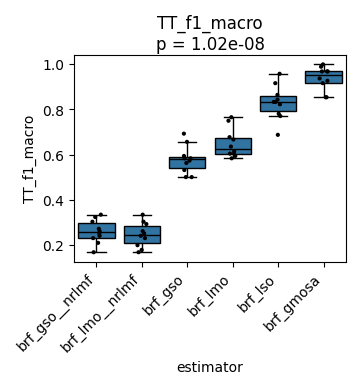 TT_f1_macro
p = 1.02e-08
TT_f1_macro
1.0
0.8
0.6
0.4
0.2
brf_gso__nrlmf
brf_lmo__nrlmf
brf_gso
brf_lmo
brf_lso
brf_gmosa
estimator